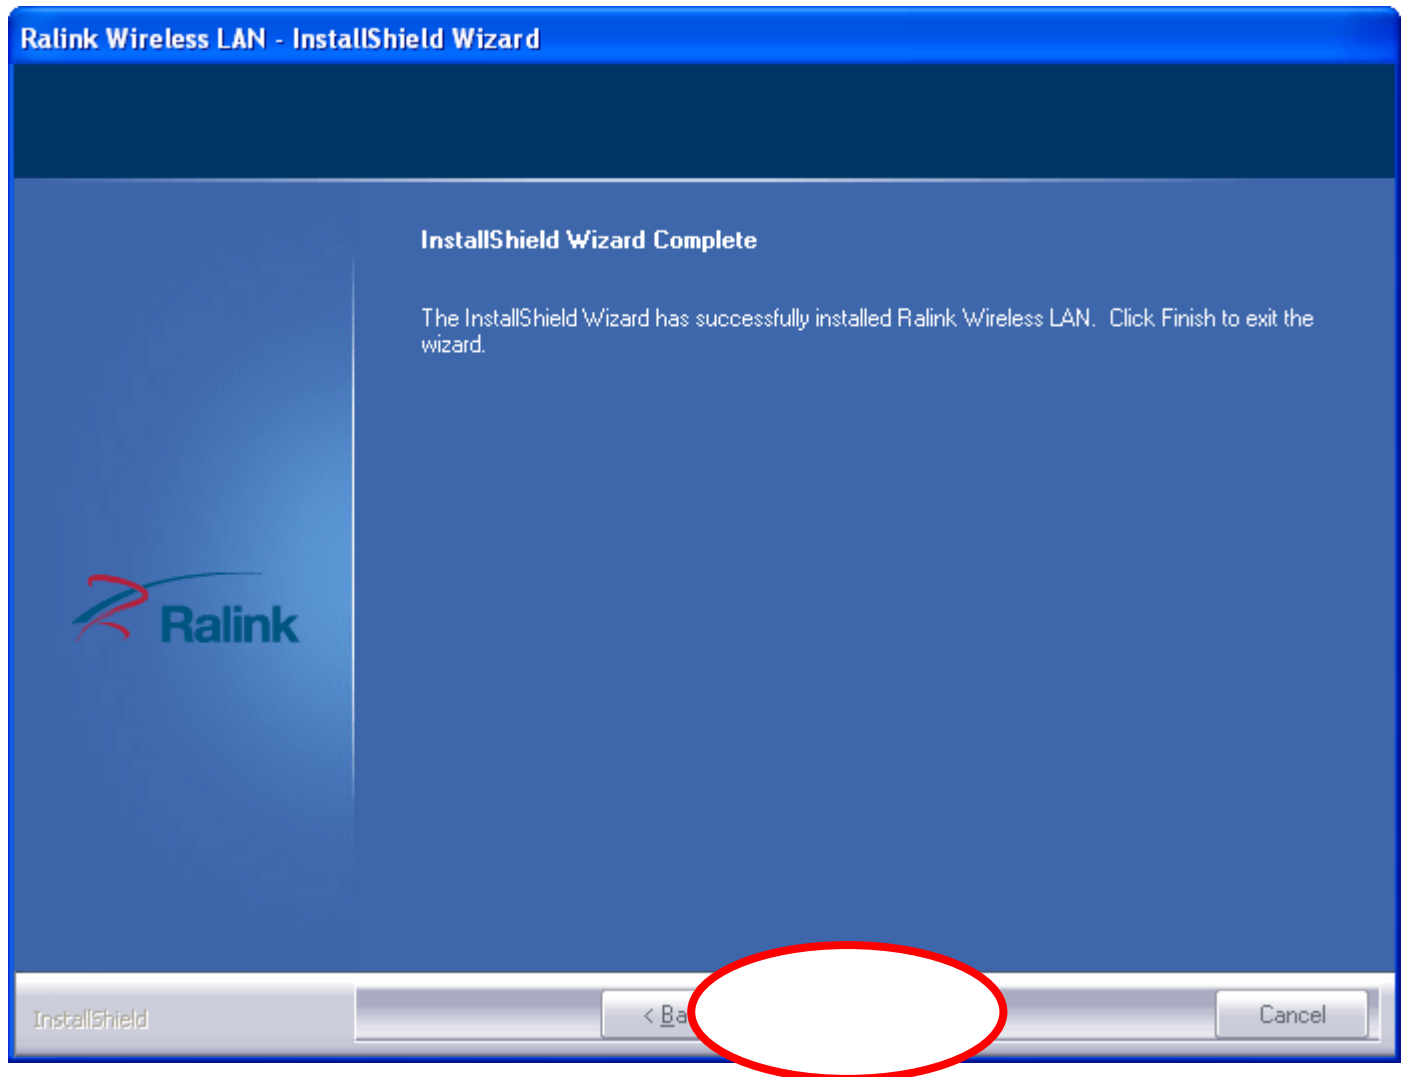 Ralink Wireless LAN - InstallShield Wizard
InstallShield Wizard Complete
The InstallShield Wizard has successfully installed Ralink Wireless LAN. Click Finish to exit the
wizard.
Ralink
InstallShield
< Ba
Cancel